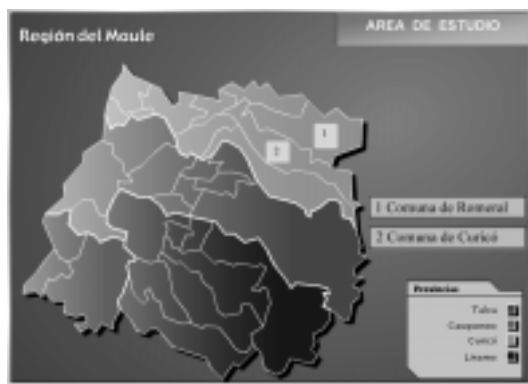 Región del Maule
AREA DE ESTUDIO
1
2
1 Comuna de Romeral
2 Comuna de Curicó
Provincias
Talca
Cauquenes
Curicó
Linares